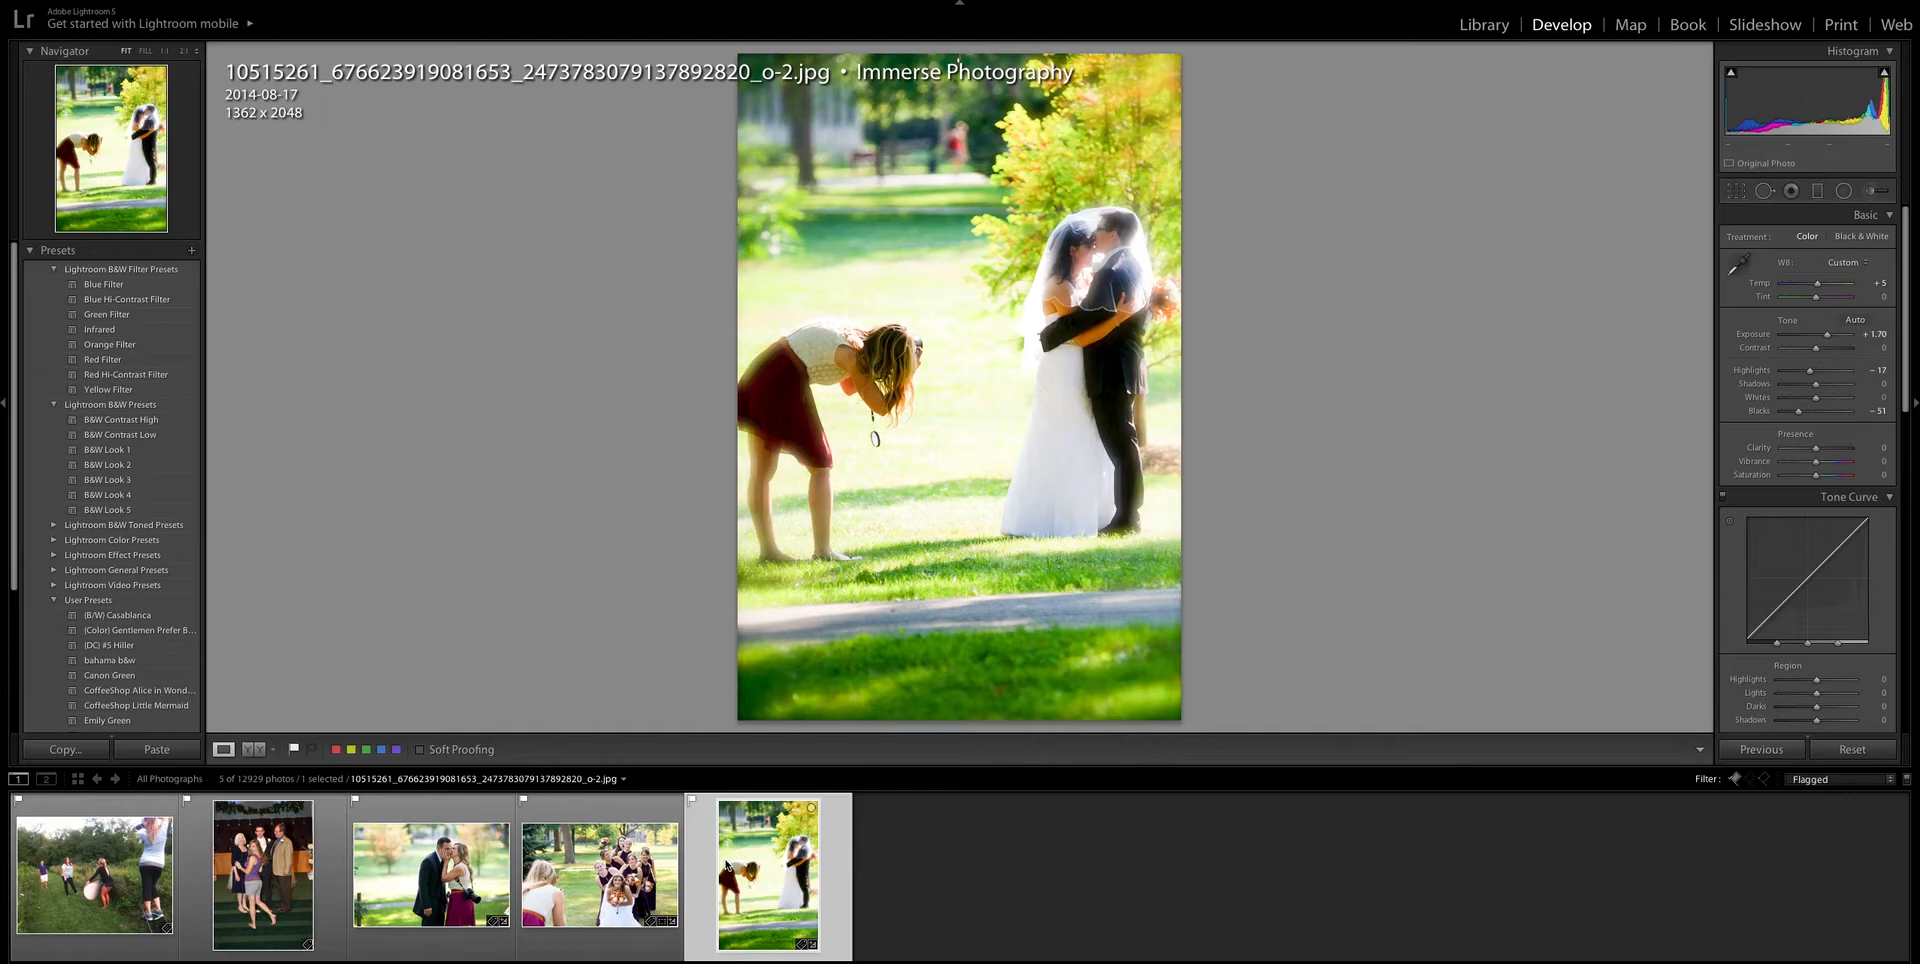 Lr
Adobe Lightroom 5
Get started with Lightroom mobile
Library | Develop | Map | Book | Slideshow | Print | Web
Navigator FIT FILL 1:1 2:1
10515261_676623919081653_2473783079137892820_o-2.jpg • Immerse Photography
2014-08-17
1362 x 2048
Presets +
Lightroom B&W Filter Presets
Blue Filter
Blue Hi-Contrast Filter
Green Filter
Infrared
Orange Filter
Red Filter
Red Hi-Contrast Filter
Yellow Filter
Lightroom B&W Presets
B&W Contrast High
B&W Contrast Low
B&W Look 1
B&W Look 2
B&W Look 3
B&W Look 4
B&W Look 5
Lightroom B&W Toned Presets
Lightroom Color Presets
Lightroom Effect Presets
Lightroom General Presets
Lightroom Video Presets
User Presets
(B/W) Casablanca
(Color) Gentlemen Prefer B...
(DC) #5 Hiller
bahama b&w
Canon Green
CoffeeShop Alice in Wond...
CoffeeShop Little Mermaid
Emily Green
Copy... Paste
Histogram
Original Photo
Basic
Treatment : Color Black & White
WB : Custom
Temp + 5
Tint 0
Tone Auto
Exposure + 1.70
Contrast 0
Highlights − 17
Shadows 0
Whites 0
Blacks − 51
Presence
Clarity 0
Vibrance 0
Saturation 0
Tone Curve
Region
Highlights 0
Lights 0
Darks 0
Shadows 0
Previous Reset
YY Soft Proofing
1 2 All Photographs 5 of 12929 photos / 1 selected / 10515261_676623919081653_2473783079137892820_o-2.jpg Filter : Flagged